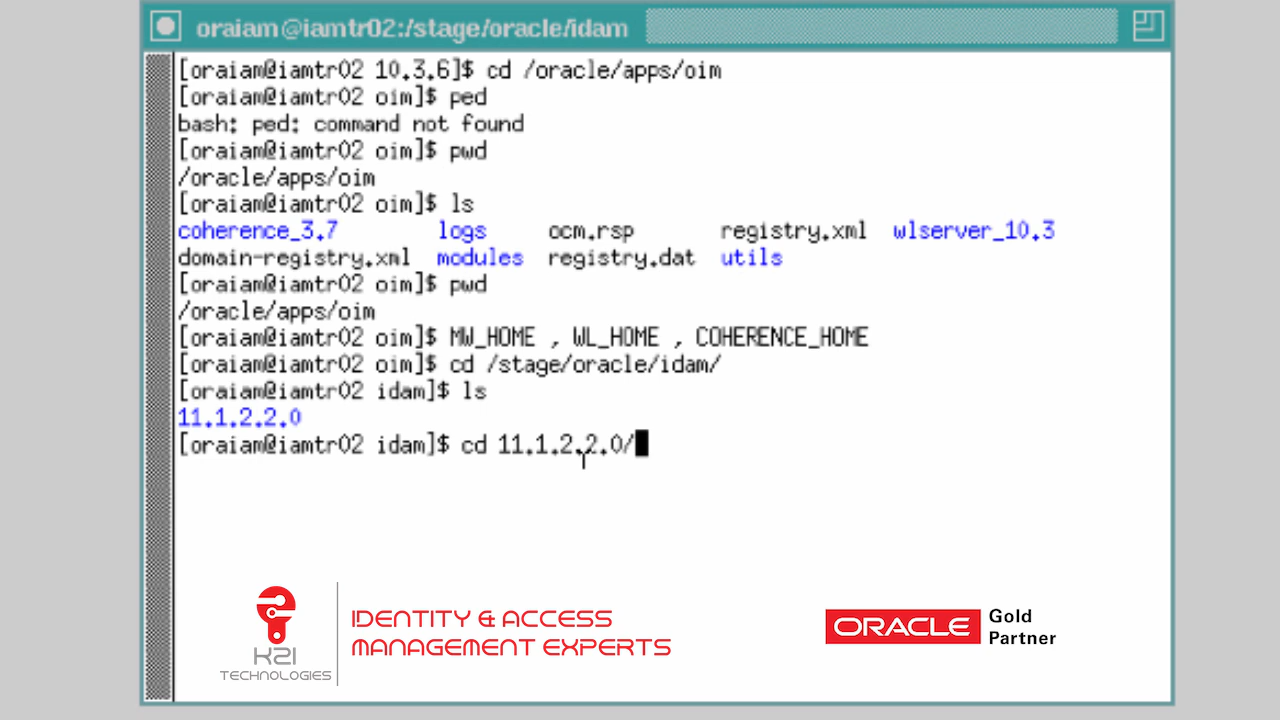 oraiam@iamtr02:/stage/oracle/idam
[oraiam@iamtr02 10.3.6]$ cd /oracle/apps/oim
[oraiam@iamtr02 oim]$ ped
bash: ped: command not found
[oraiam@iamtr02 oim]$ pwd
/oracle/apps/oim
[oraiam@iamtr02 oim]$ ls
coherence_3.7 logs ocm.rsp registry.xml wlserver_10.3
domain-registry.xml modules registry.dat utils
[oraiam@iamtr02 oim]$ pwd
/oracle/apps/oim
[oraiam@iamtr02 oim]$ MW_HOME , WL_HOME , COHERENCE_HOME
[oraiam@iamtr02 oim]$ cd /stage/oracle/idam/
[oraiam@iamtr02 idam]$ ls
11.1.2.2.0
[oraiam@iamtr02 idam]$ cd 11.1.2.2.0/
K21
TECHNOLOGIES
IDENTITY & ACCESS
MANAGEMENT EXPERTS
ORACLE
Gold
Partner